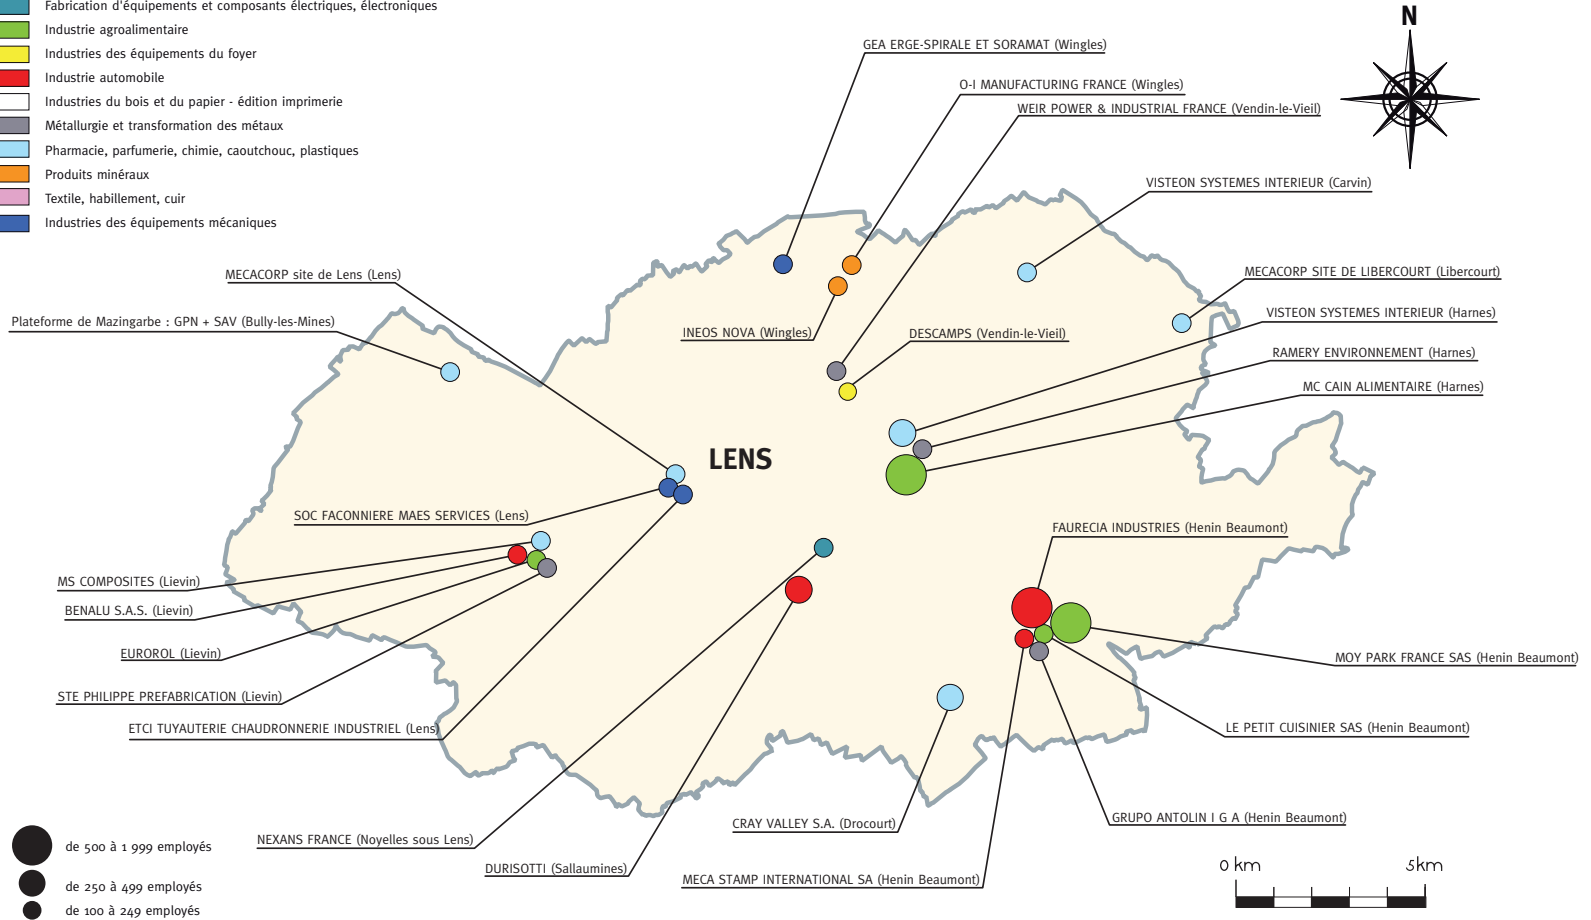 Fabrication d'équipements et composants électriques, électroniques
Industrie agroalimentaire
Industries des équipements du foyer
Industrie automobile
Industries du bois et du papier - édition imprimerie
Métallurgie et transformation des métaux
Pharmacie, parfumerie, chimie, caoutchouc, plastiques
Produits minéraux
Textile, habillement, cuir
Industries des équipements mécaniques
N
GEA ERGE-SPIRALE ET SORAMAT (Wingles)
O-I MANUFACTURING FRANCE (Wingles)
WEIR POWER & INDUSTRIAL FRANCE (Vendin-le-Vieil)
VISTEON SYSTEMES INTERIEUR (Carvin)
MECACORP site de Lens (Lens)
MECACORP SITE DE LIBERCOURT (Libercourt)
Plateforme de Mazingarbe : GPN + SAV (Bully-les-Mines)
VISTEON SYSTEMES INTERIEUR (Harnes)
INEOS NOVA (Wingles)
DESCAMPS (Vendin-le-Vieil)
RAMERY ENVIRONNEMENT (Harnes)
MC CAIN ALIMENTAIRE (Harnes)
LENS
SOC FACONNIERE MAES SERVICES (Lens)
FAURECIA INDUSTRIES (Henin Beaumont)
MS COMPOSITES (Lievin)
BENALU S.A.S. (Lievin)
EUROROL (Lievin)
MOY PARK FRANCE SAS (Henin Beaumont)
STE PHILIPPE PREFABRICATION (Lievin)
ETCI TUYAUTERIE CHAUDRONNERIE INDUSTRIEL (Lens)
LE PETIT CUISINIER SAS (Henin Beaumont)
GRUPO ANTOLIN I G A (Henin Beaumont)
CRAY VALLEY S.A. (Drocourt)
NEXANS FRANCE (Noyelles sous Lens)
DURISOTTI (Sallaumines)
MECA STAMP INTERNATIONAL SA (Henin Beaumont)
de 500 à 1 999 employés
de 250 à 499 employés
de 100 à 249 employés
0 km 5km